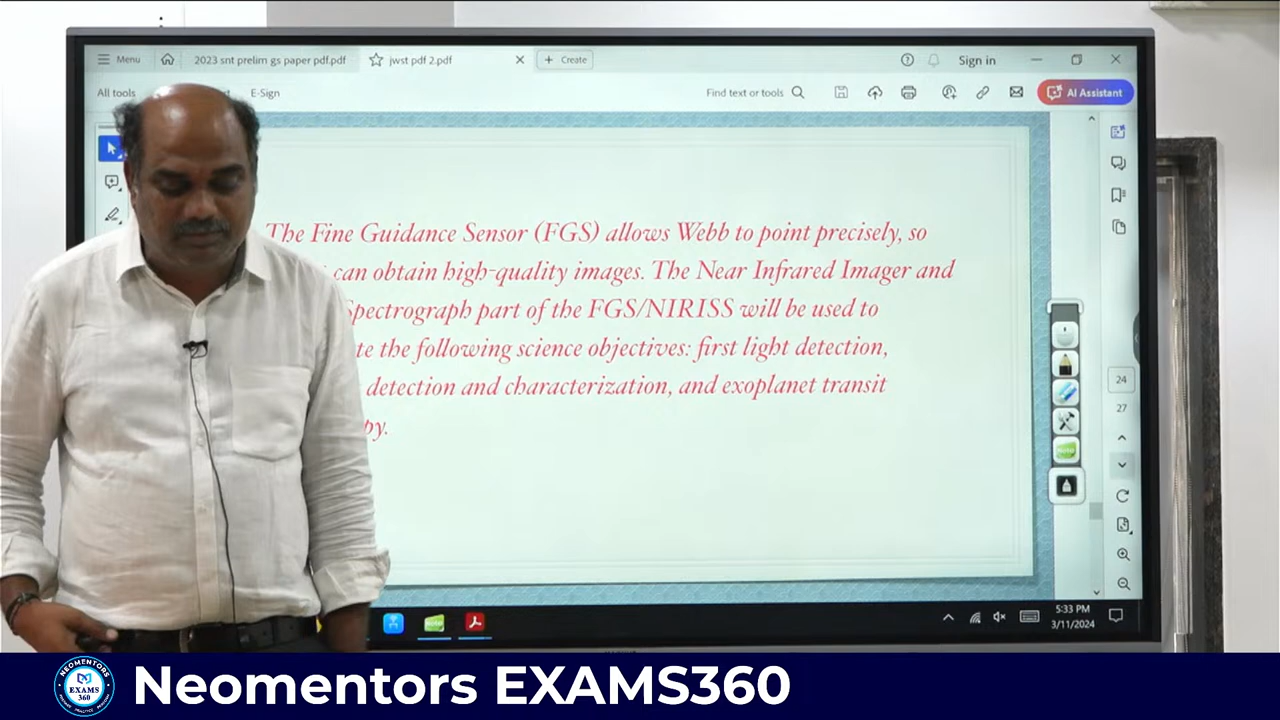 Menu
2023 snt prelim gs paper pdf.pdf
jwst pdf 2.pdf
+ Create
Sign in
All tools
E-Sign
Find text or tools
AI Assistant
The Fine Guidance Sensor (FGS) allows Webb to point precisely, so
can obtain high-quality images. The Near Infrared Imager and
Spectrograph part of the FGS/NIRISS will be used to
the following science objectives: first light detection,
detection and characterization, and exoplanet transit
24
27
5:33 PM
3/11/2024
NEOMENTORS
EXAMS
360
Neomentors EXAMS360